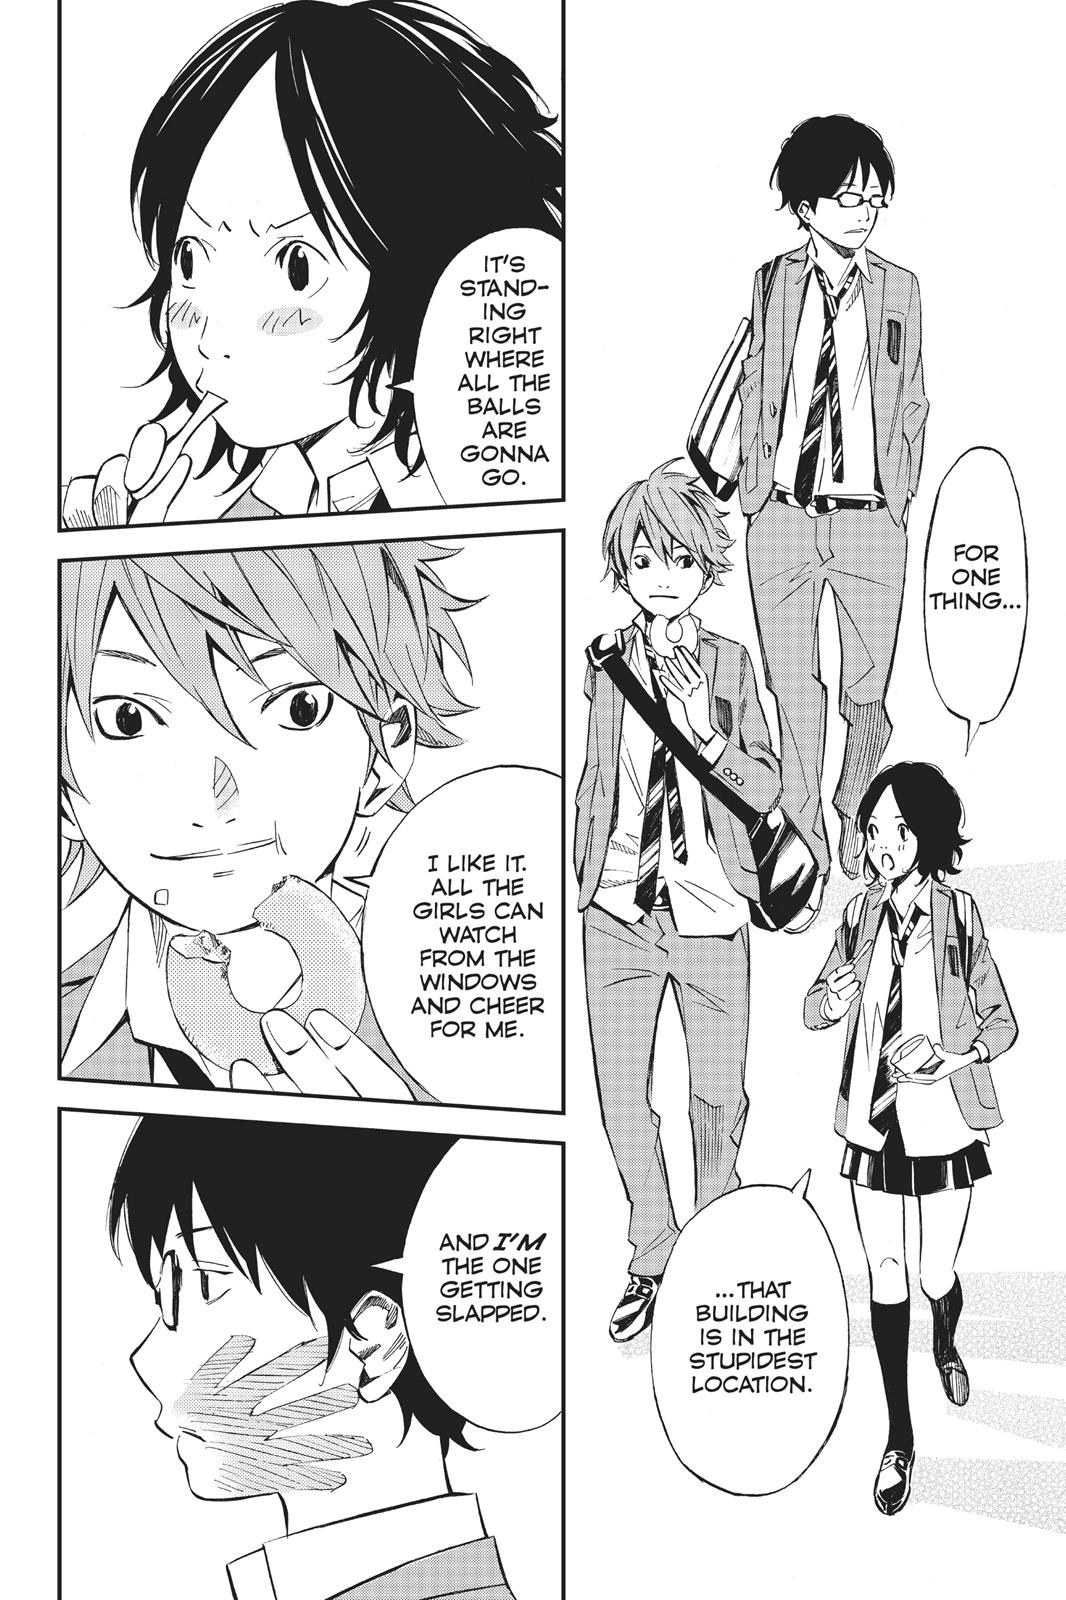 FOR
ONE
THING...
...THAT
BUILDING
IS IN THE
STUPIDEST
LOCATION.
IT'S
STAND-
ING
RIGHT
WHERE
ALL THE
BALLS
ARE
GONNA
GO.
I LIKE IT.
ALL THE
GIRLS CAN
WATCH
FROM THE
WINDOWS
AND CHEER
FOR ME.
AND I'M
THE ONE
GETTING
SLAPPED.